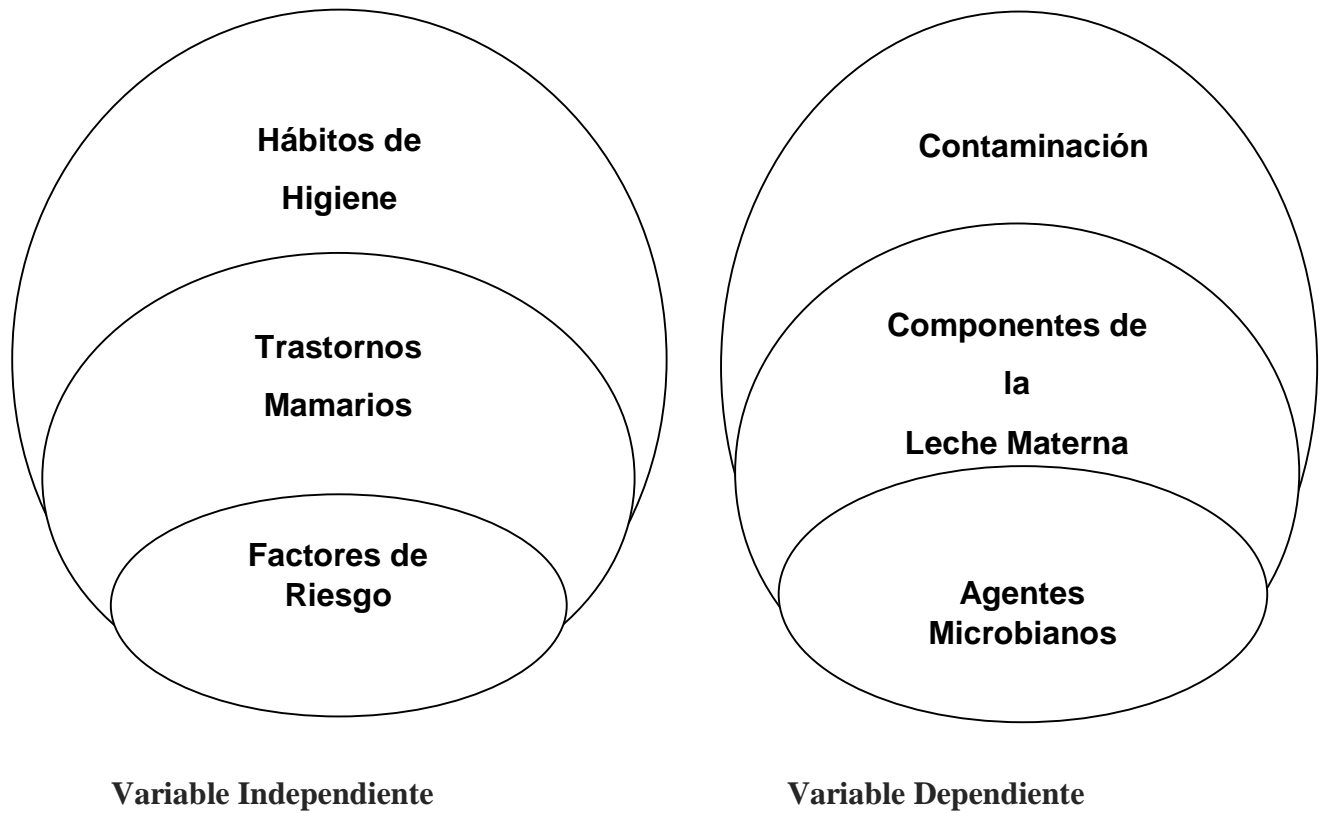 Hábitos de
Higiene
Trastornos
Mamarios
Factores de
Riesgo
Variable Independiente
Contaminación
Componentes de
la
Leche Materna
Agentes
Microbianos
Variable Dependiente